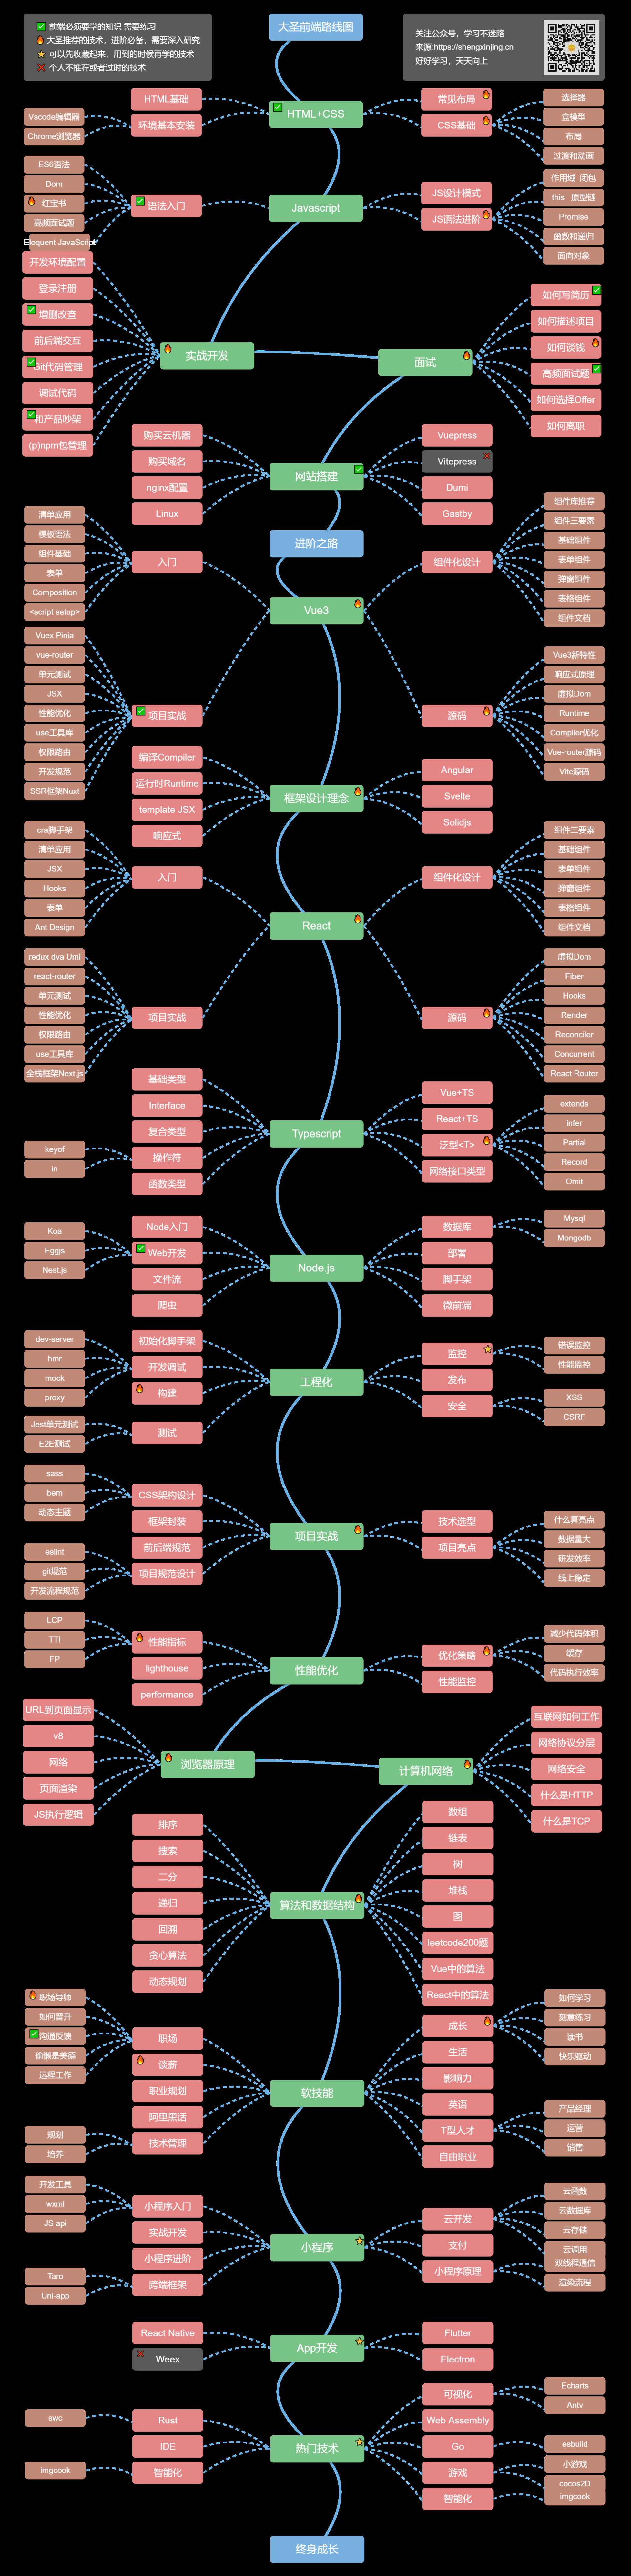 大圣前端路线图
前端必须要学的知识 需要练习
大圣推荐的技术，进阶必备，需要深入研究
可以先收藏起来，用到的时候再学的技术
个人不推荐或者过时的技术
关注公众号，学习不迷路
来源:https://shengxinjing.cn
好好学习，天天向上
HTML+CSS
HTML基础
环境基本安装
Vscode编辑器
Chrome浏览器
常见布局
CSS基础
选择器
盒模型
布局
过渡和动画
Javascript
语法入门
ES6语法
Dom
红宝书
高频面试题
Eloquent JavaScript
JS设计模式
JS语法进阶
作用域 闭包
this 原型链
Promise
函数和递归
面向对象
实战开发
开发环境配置
登录注册
增删改查
前后端交互
Git代码管理
调试代码
和产品吵架
(p)npm包管理
面试
如何写简历
如何描述项目
如何谈钱
高频面试题
如何选择Offer
如何离职
网站搭建
购买云机器
购买域名
nginx配置
Linux
Vuepress
Vitepress
Dumi
Gastby
进阶之路
Vue3
入门
清单应用
模板语法
组件基础
表单
Composition
<script setup>
项目实战
Vuex Pinia
vue-router
单元测试
JSX
性能优化
use工具库
权限路由
开发规范
SSR框架Nuxt
组件化设计
组件库推荐
组件三要素
基础组件
表单组件
弹窗组件
表格组件
组件文档
源码
Vue3新特性
响应式原理
虚拟Dom
Runtime
Compiler优化
Vue-router源码
Vite源码
框架设计理念
编译Compiler
运行时Runtime
template JSX
响应式
Angular
Svelte
Solidjs
React
入门
cra脚手架
清单应用
JSX
Hooks
表单
Ant Design
项目实战
redux dva Umi
react-router
单元测试
性能优化
权限路由
use工具库
全栈框架Next.js
组件化设计
组件三要素
基础组件
表单组件
弹窗组件
表格组件
组件文档
源码
虚拟Dom
Fiber
Hooks
Render
Reconciler
Concurrent
React Router
Typescript
基础类型
Interface
复合类型
操作符
函数类型
keyof
in
Vue+TS
React+TS
泛型<T>
网络接口类型
extends
infer
Partial
Record
Omit
Node.js
Node入门
Web开发
文件流
爬虫
Koa
Eggjs
Nest.js
数据库
部署
脚手架
微前端
Mysql
Mongodb
工程化
初始化脚手架
开发调试
构建
测试
dev-server
hmr
mock
proxy
Jest单元测试
E2E测试
监控
发布
安全
错误监控
性能监控
XSS
CSRF
项目实战
CSS架构设计
框架封装
前后端规范
项目规范设计
sass
bem
动态主题
eslint
git规范
开发流程规范
技术选型
项目亮点
什么算亮点
数据量大
研发效率
线上稳定
性能优化
性能指标
lighthouse
performance
LCP
TTI
FP
优化策略
性能监控
减少代码体积
缓存
代码执行效率
浏览器原理
URL到页面显示
v8
网络
页面渲染
JS执行逻辑
计算机网络
互联网如何工作
网络协议分层
网络安全
什么是HTTP
什么是TCP
算法和数据结构
排序
搜索
二分
递归
回溯
贪心算法
动态规划
数组
链表
树
堆栈
图
leetcode200题
Vue中的算法
React中的算法
软技能
职场
谈薪
职业规划
阿里黑话
技术管理
职场导师
如何晋升
沟通反馈
偷懒是美德
远程工作
规划
培养
成长
生活
影响力
英语
T型人才
自由职业
如何学习
刻意练习
读书
快乐驱动
产品经理
运营
销售
小程序
小程序入门
实战开发
小程序进阶
跨端框架
开发工具
wxml
JS api
Taro
Uni-app
云开发
支付
小程序原理
云函数
云数据库
云存储
云调用
双线程通信
渲染流程
App开发
React Native
Weex
Flutter
Electron
热门技术
Rust
IDE
智能化
swc
imgcook
可视化
Web Assembly
Go
游戏
智能化
Echarts
Antv
esbuild
小游戏
cocos2D
imgcook
终身成长